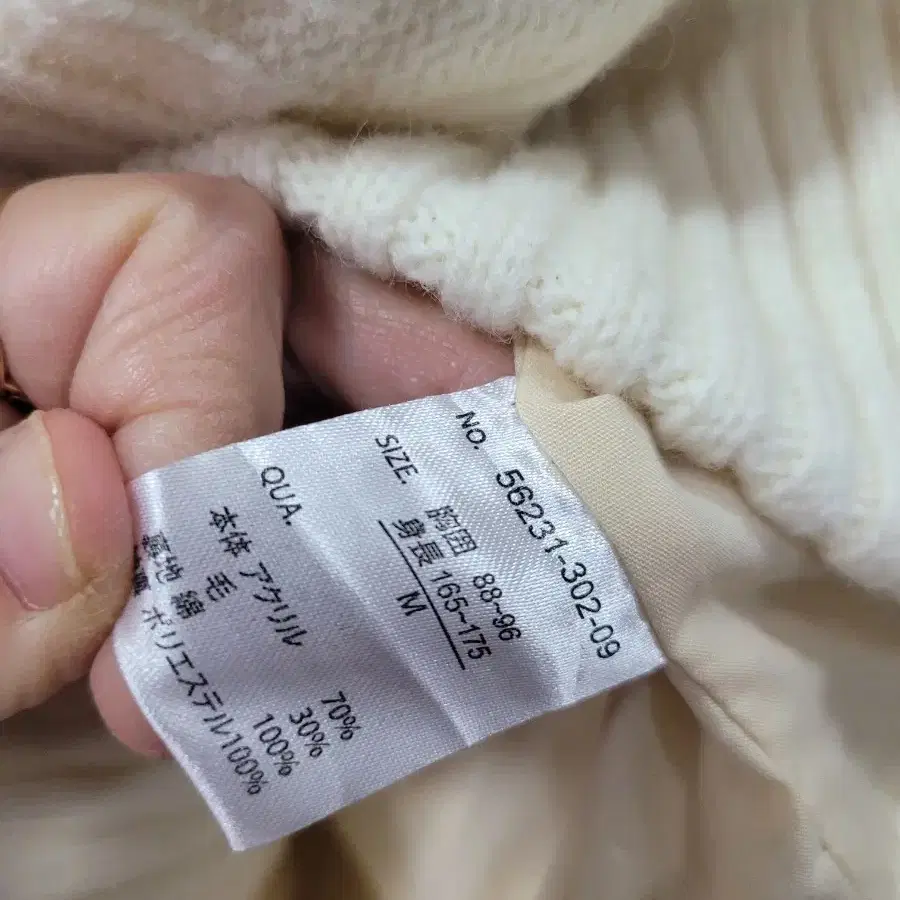 NO. 56231-302-09
SIZE.
胸囲 88~96
身長 165~175
M
QUA.
本体 アクリル 70%
毛 30%
裏地 綿 100%
ポリエステル100%